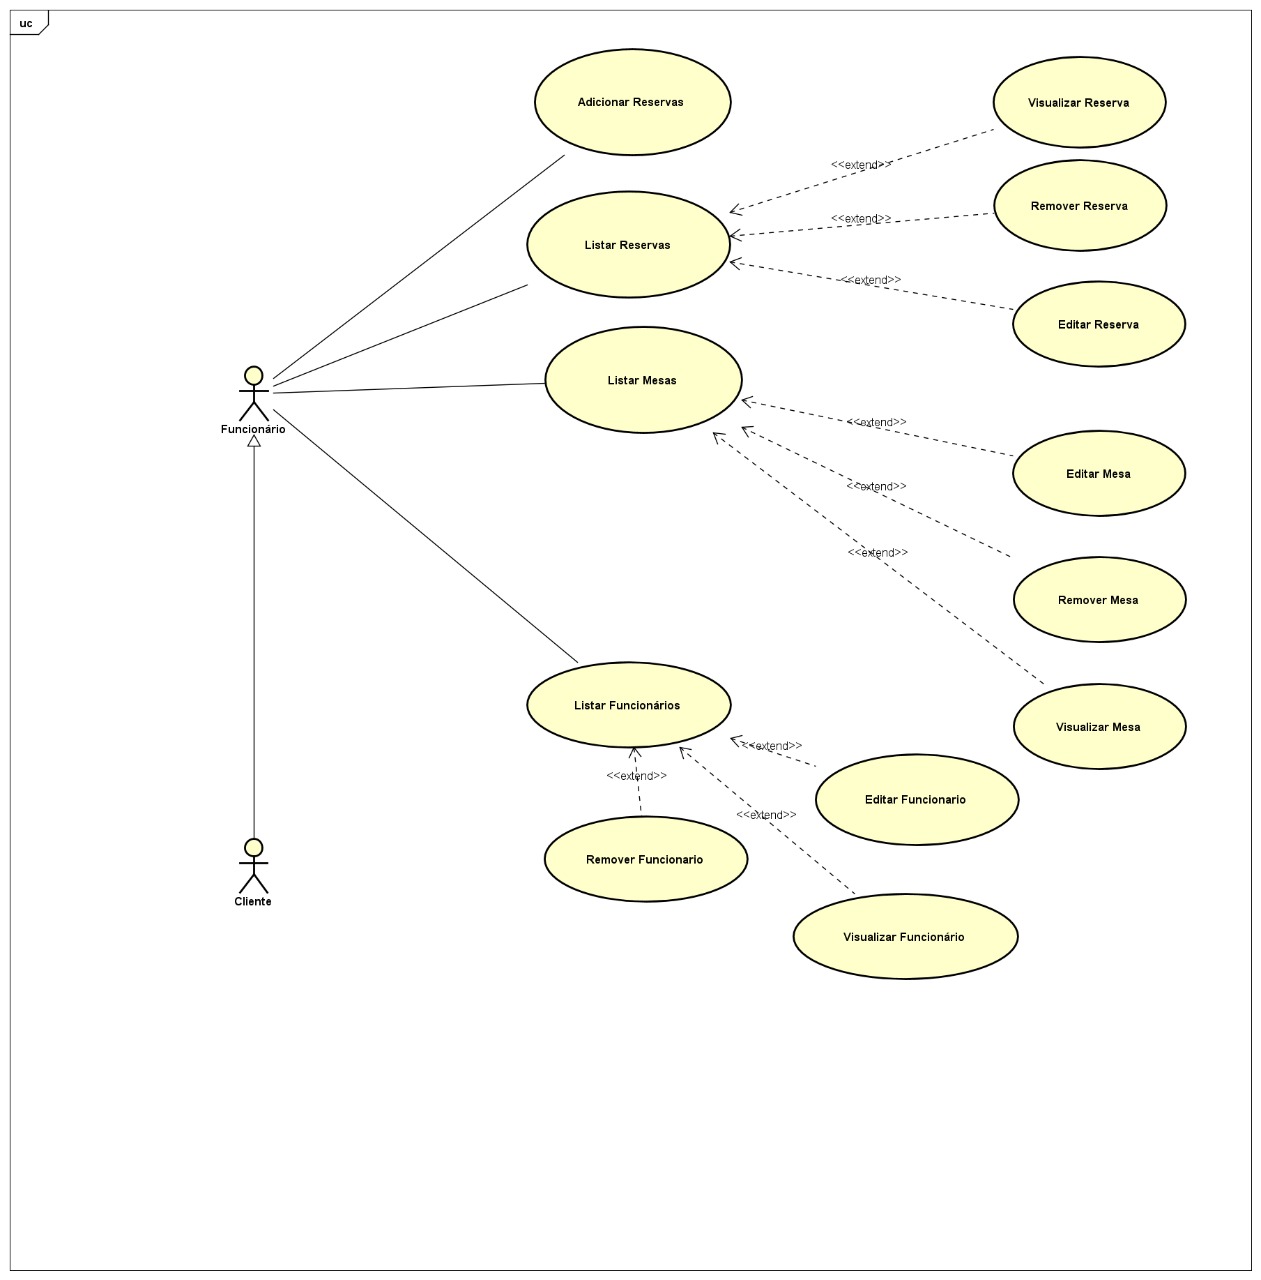 uc
Adicionar Reservas
Visualizar Reserva
<<extend>>
Remover Reserva
<<extend>>
Listar Reservas
<<extend>>
Editar Reserva
Listar Mesas
<<extend>>
Funcionário
Editar Mesa
<<extend>>
<<extend>>
Remover Mesa
Listar Funcionários
Visualizar Mesa
<<extend>>
<<extend>>
Editar Funcionario
<<extend>>
Remover Funcionario
Cliente
Visualizar Funcionário